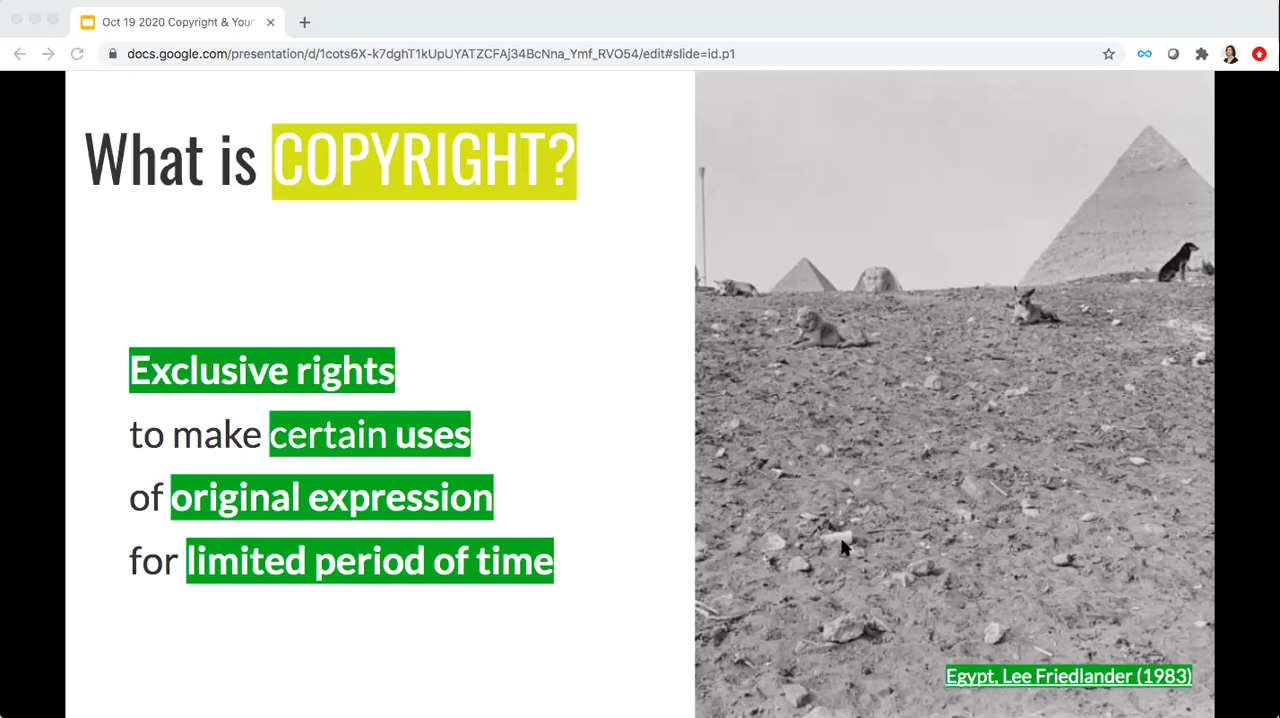 Oct 19 2020 Copyright & Your
docs.google.com/presentation/d/1cots6X-k7dghT1kUpUYATZCFAj34BcNna_Ymf_RVO54/edit#slide=id.p1
What is COPYRIGHT?
Exclusive rights
to make certain uses
of original expression
for limited period of time
Egypt, Lee Friedlander (1983)